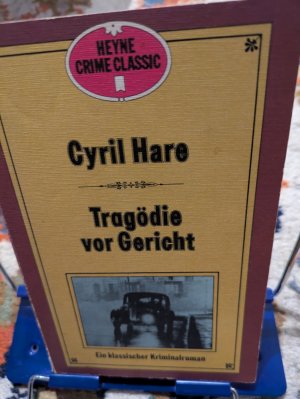 HEYNE
CRIME CLASSIC
Cyril Hare
Tragödie
vor Gericht
Ein klassischer Kriminalroman